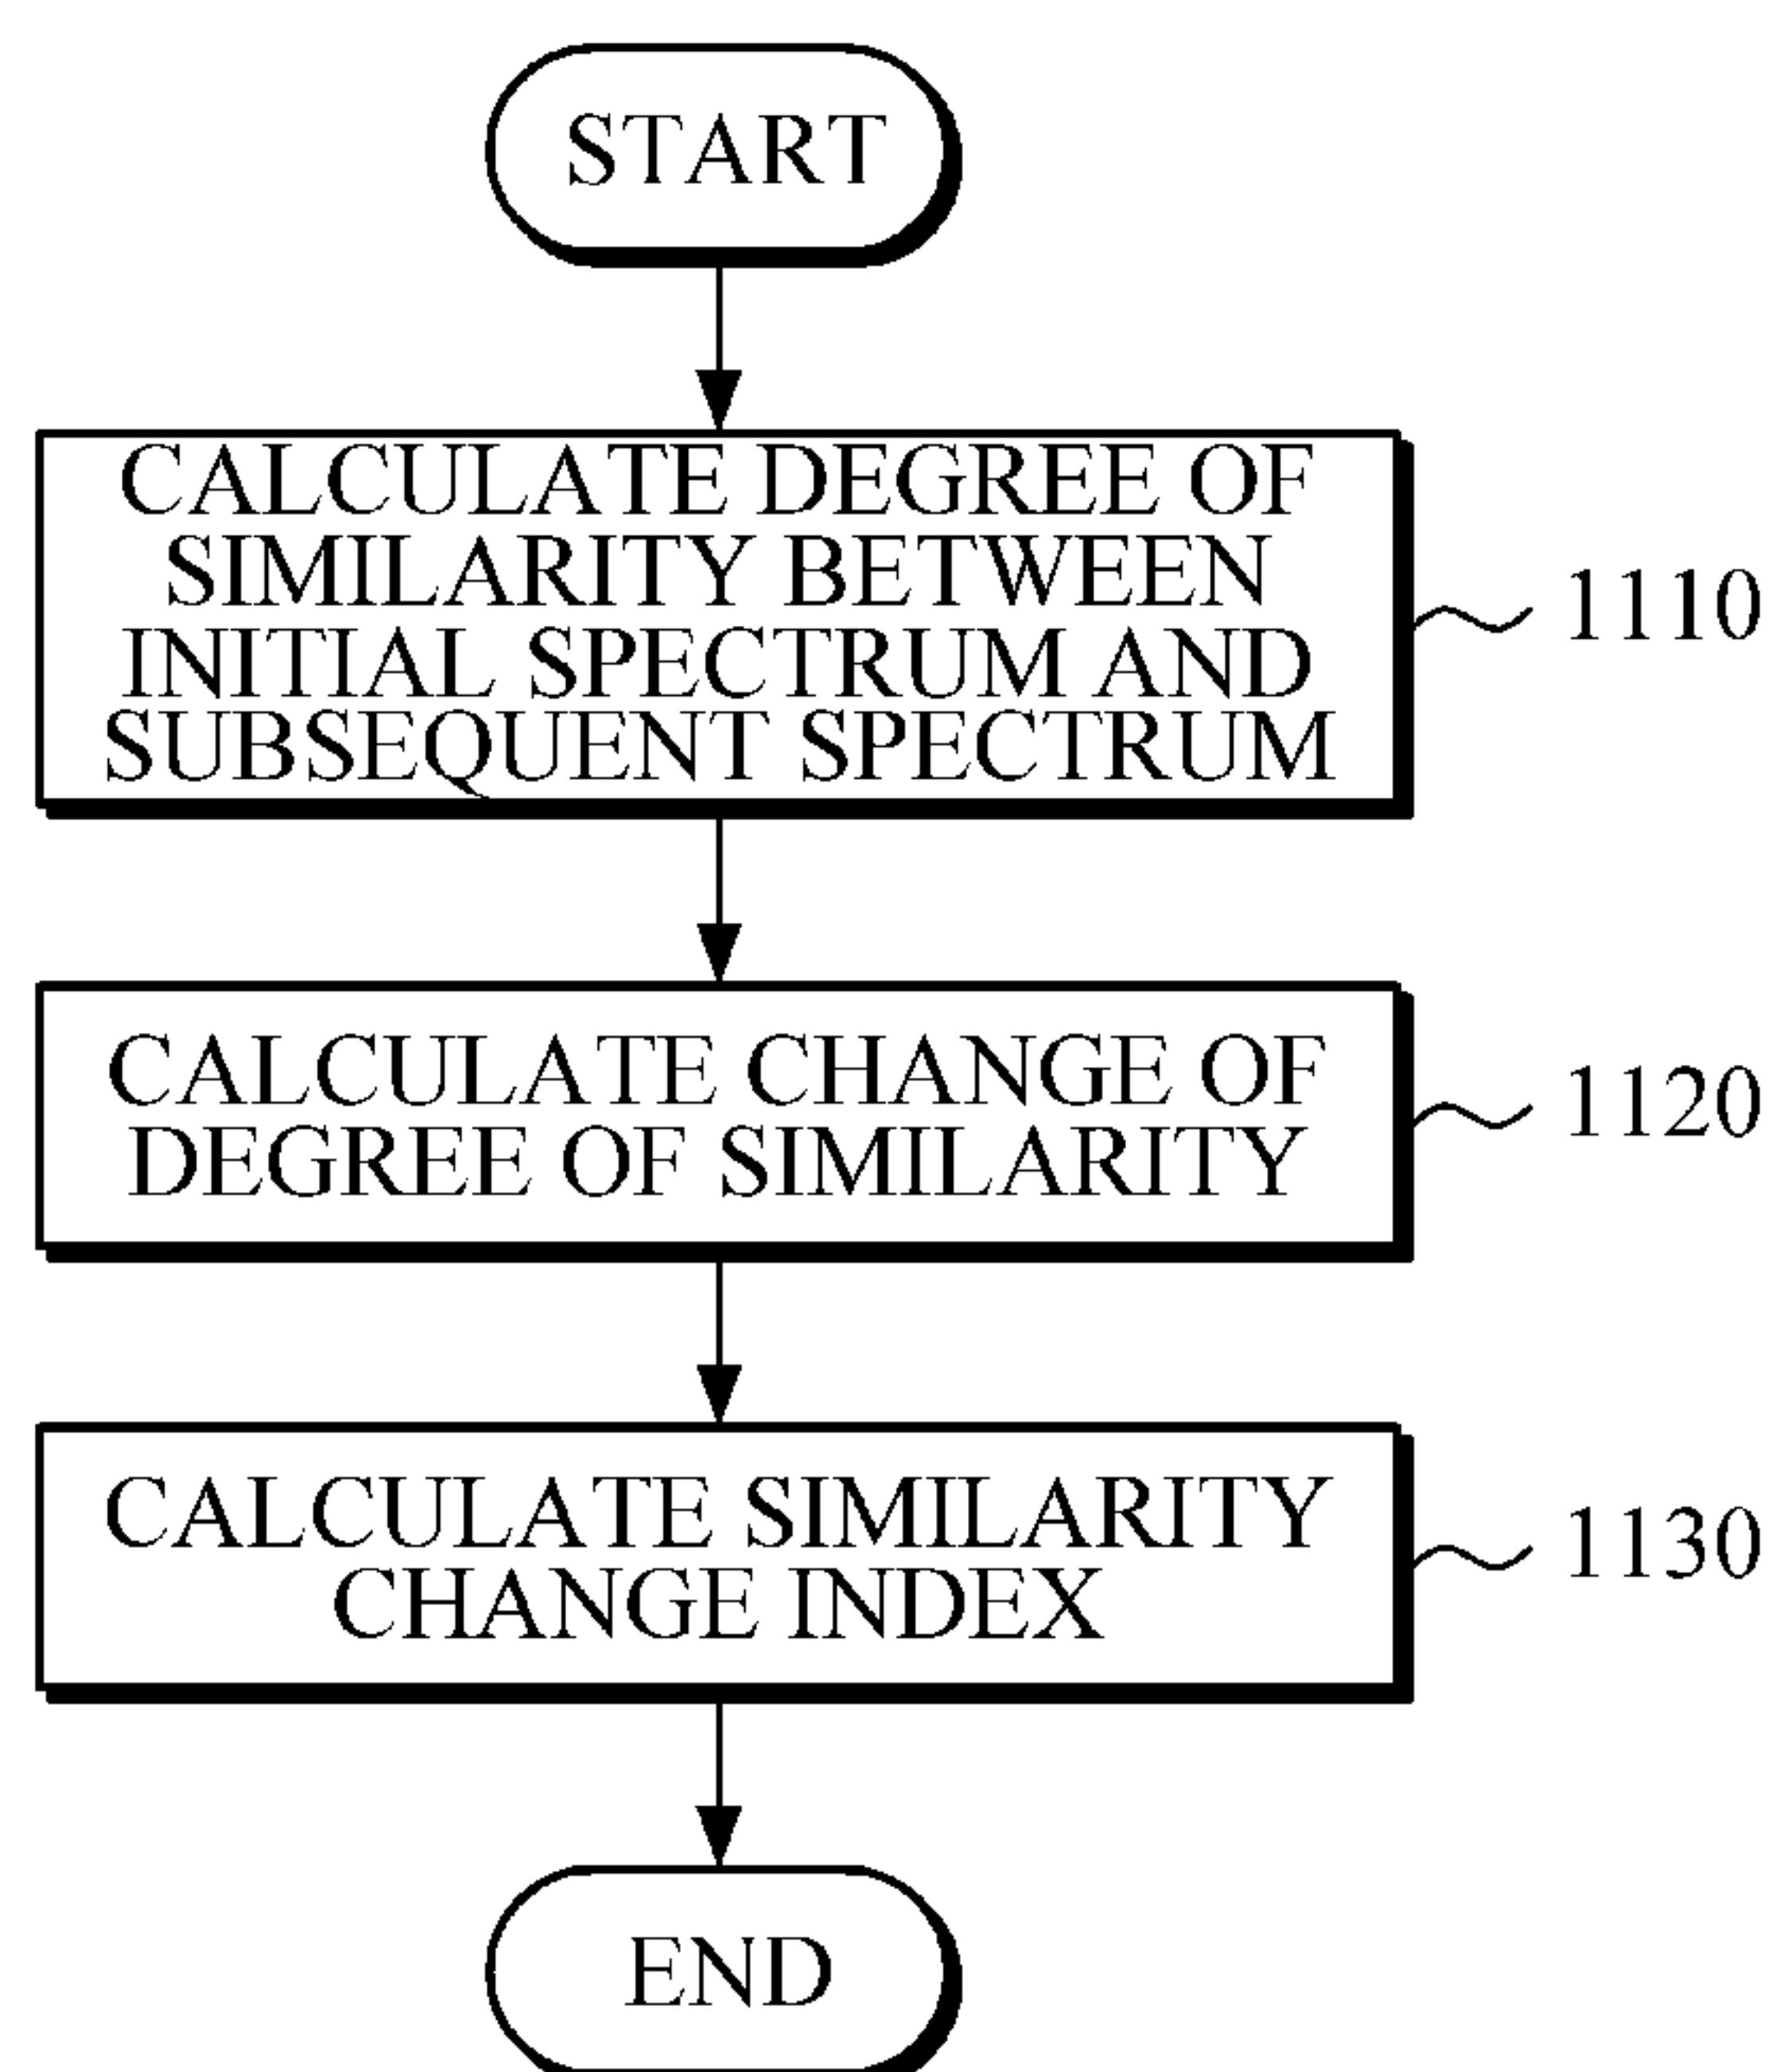 START
CALCULATE DEGREE OF
SIMILARITY BETWEEN
INITIAL SPECTRUM AND
SUBSEQUENT SPECTRUM
1110
CALCULATE CHANGE OF
DEGREE OF SIMILARITY
1120
CALCULATE SIMILARITY
CHANGE INDEX
1130
END